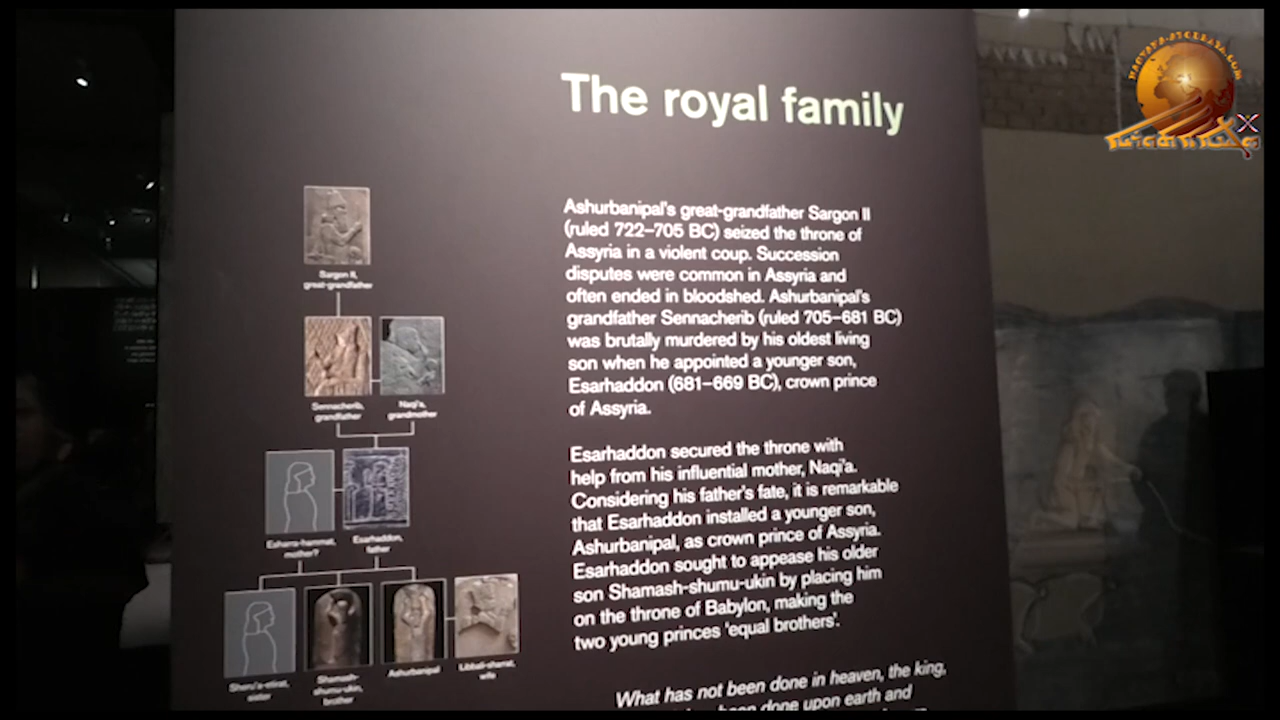 The royal family
Ashurbanipal's great-grandfather Sargon II
(ruled 722–705 BC) seized the throne of
Assyria in a violent coup. Succession
disputes were common in Assyria and
often ended in bloodshed. Ashurbanipal's
grandfather Sennacherib (ruled 705–681 BC)
was brutally murdered by his oldest living
son when he appointed a younger son,
Esarhaddon (681–669 BC), crown prince
of Assyria.
Esarhaddon secured the throne with
help from his influential mother, Naqi'a.
Considering his father's fate, it is remarkable
that Esarhaddon installed a younger son,
Ashurbanipal, as crown prince of Assyria.
Esarhaddon sought to appease his older
son Shamash-shumu-ukin by placing him
on the throne of Babylon, making the
two young princes 'equal brothers'.
What has not been done in heaven, the king,
been done upon earth and
Sargon II,
great-grandfather
Sennacherib,
grandfather
Naqi'a,
grandmother
Esharra-hammat,
mother?
Esarhaddon,
father
Sheru'a-etirat,
sister
Shamash-
shumu-ukin,
brother
Ashurbanipal
Libbali-sharrat,
wife